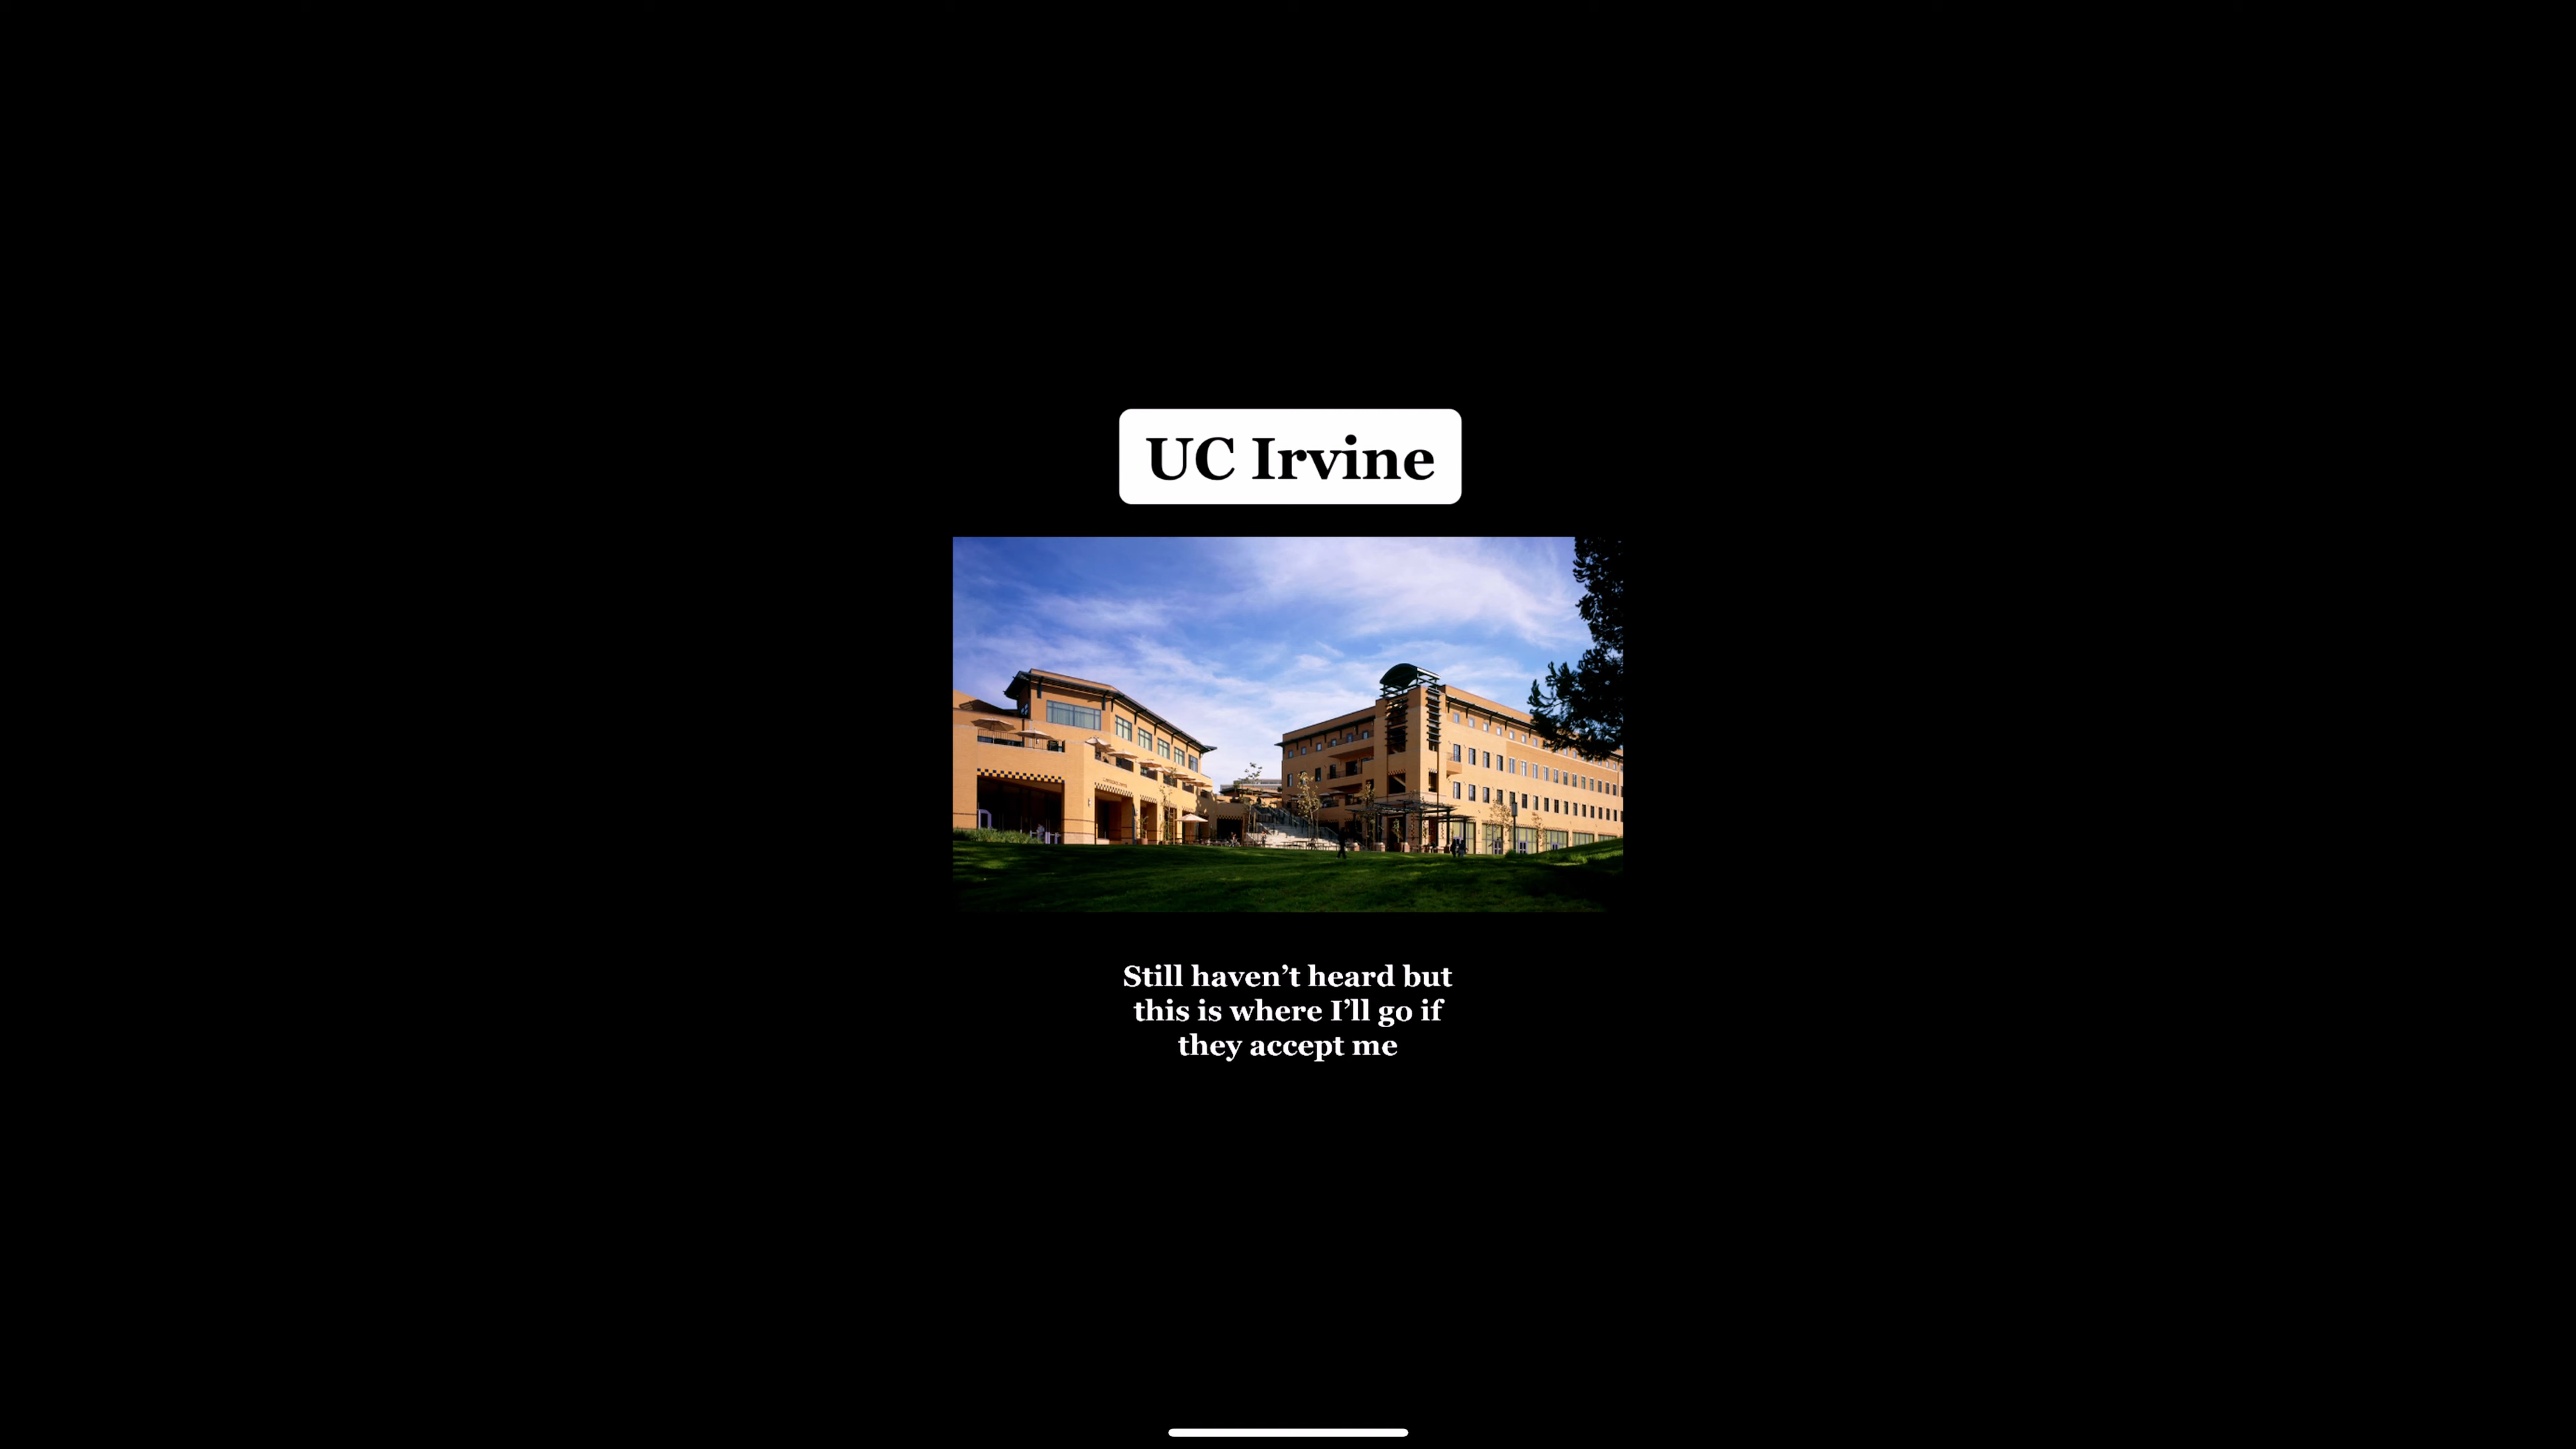 UC Irvine
Still haven’t heard but
this is where I’ll go if
they accept me